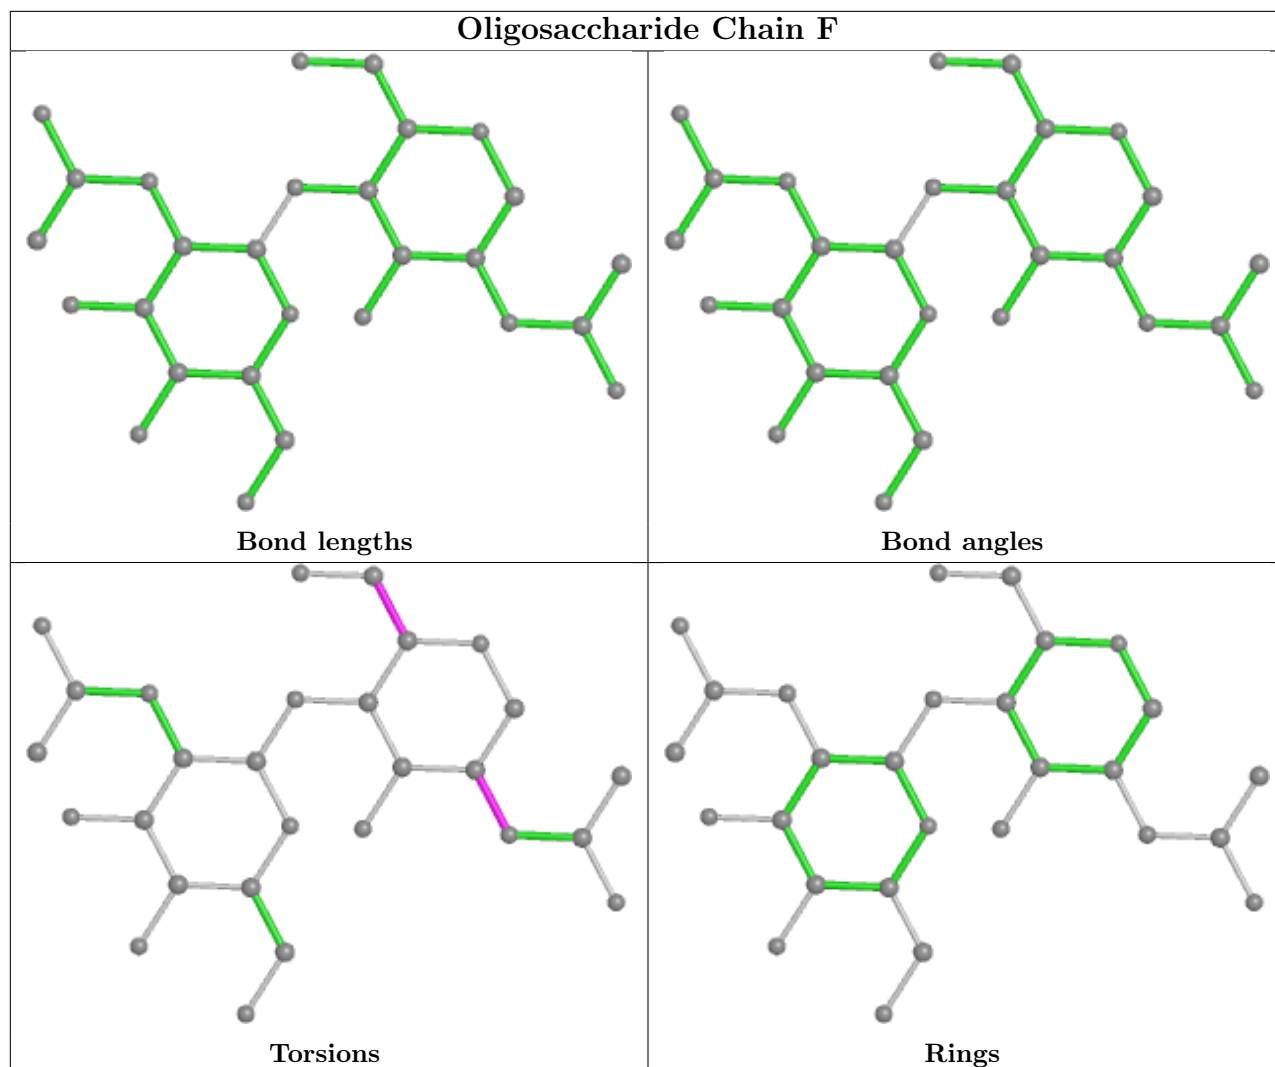 Oligosaccharide Chain F
Bond lengths
Bond angles
Torsions
Rings